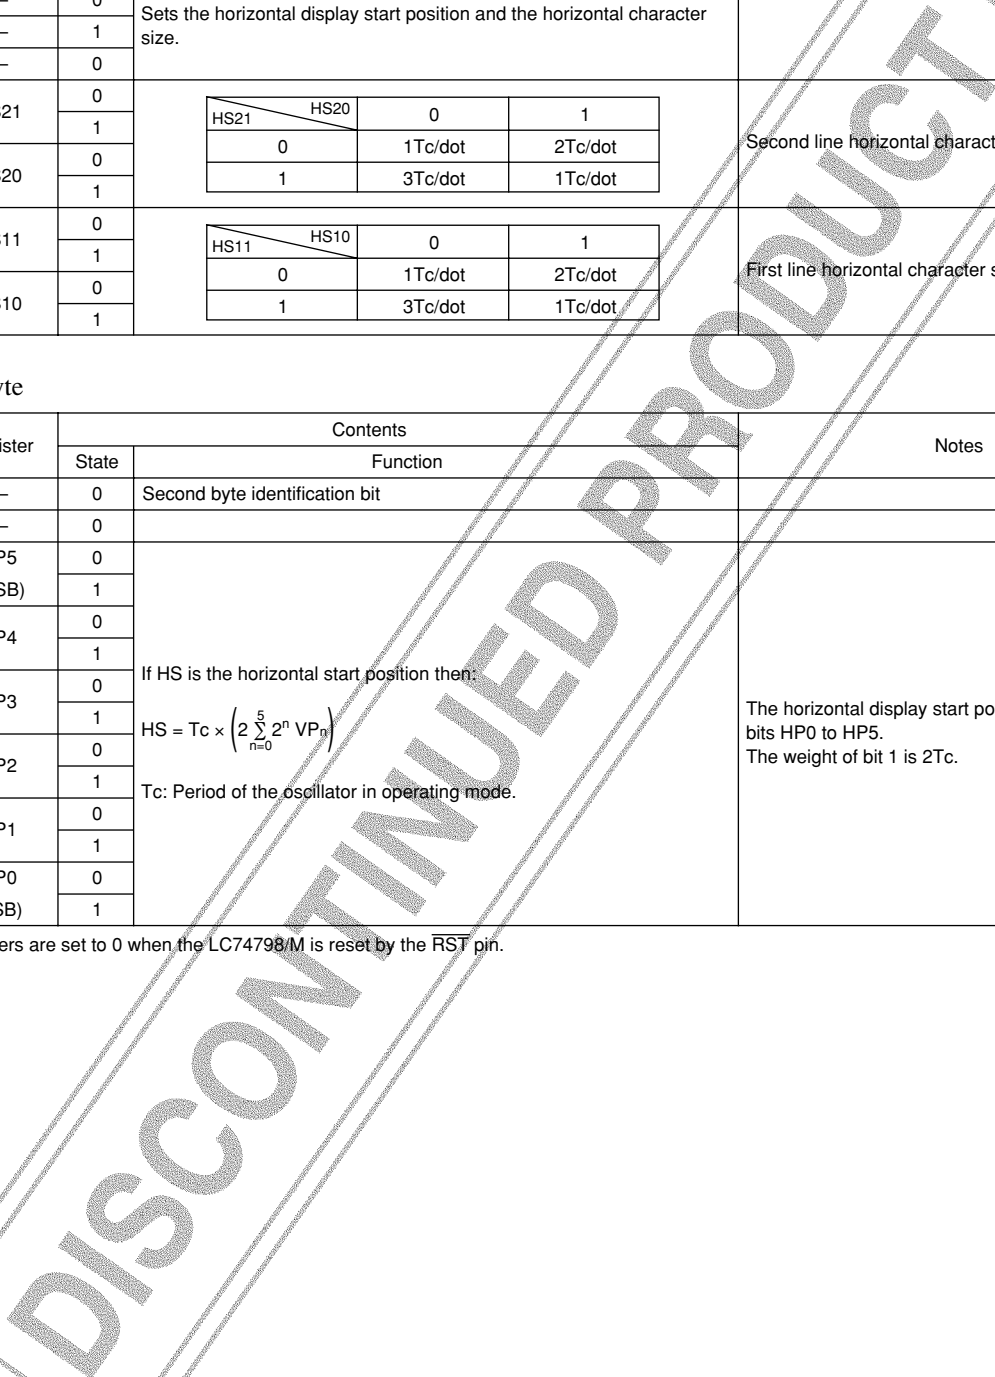 – 0
– 1
– 0
Sets the horizontal display start position and the horizontal character
size.
S21 0
1
S20 0
1
HS21 HS20 0 1
0 1Tc/dot 2Tc/dot
1 3Tc/dot 1Tc/dot
Second line horizontal charact
S11 0
1
S10 0
1
HS11 HS10 0 1
0 1Tc/dot 2Tc/dot
1 3Tc/dot 1Tc/dot
First line horizontal character s
yte
ister Contents Notes
State Function
– 0 Second byte identification bit
– 0
P5 0
SB) 1
P4 0
1
P3 0
1
P2 0
1
P1 0
1
P0 0
SB) 1
If HS is the horizontal start position then:
HS = Tc × (2 5 Σ n=0 2n VPn)
Tc: Period of the oscillator in operating mode.
The horizontal display start po
bits HP0 to HP5.
The weight of bit 1 is 2Tc.
ers are set to 0 when the LC74798/M is reset by the RST pin.
DISCONTINUED PRODUCT